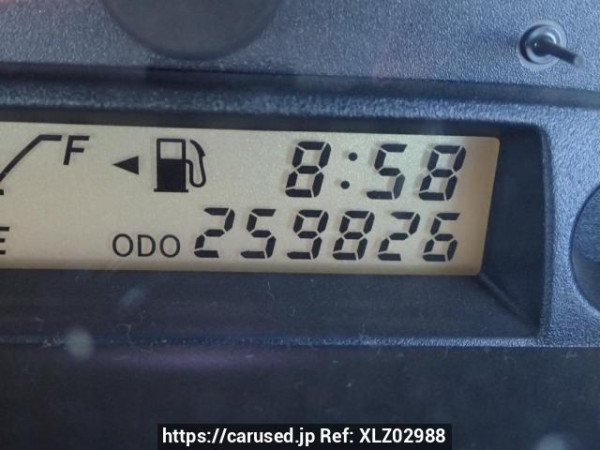 F 8:58
E ODO 259826
https://carused.jp Ref: XLZ02988